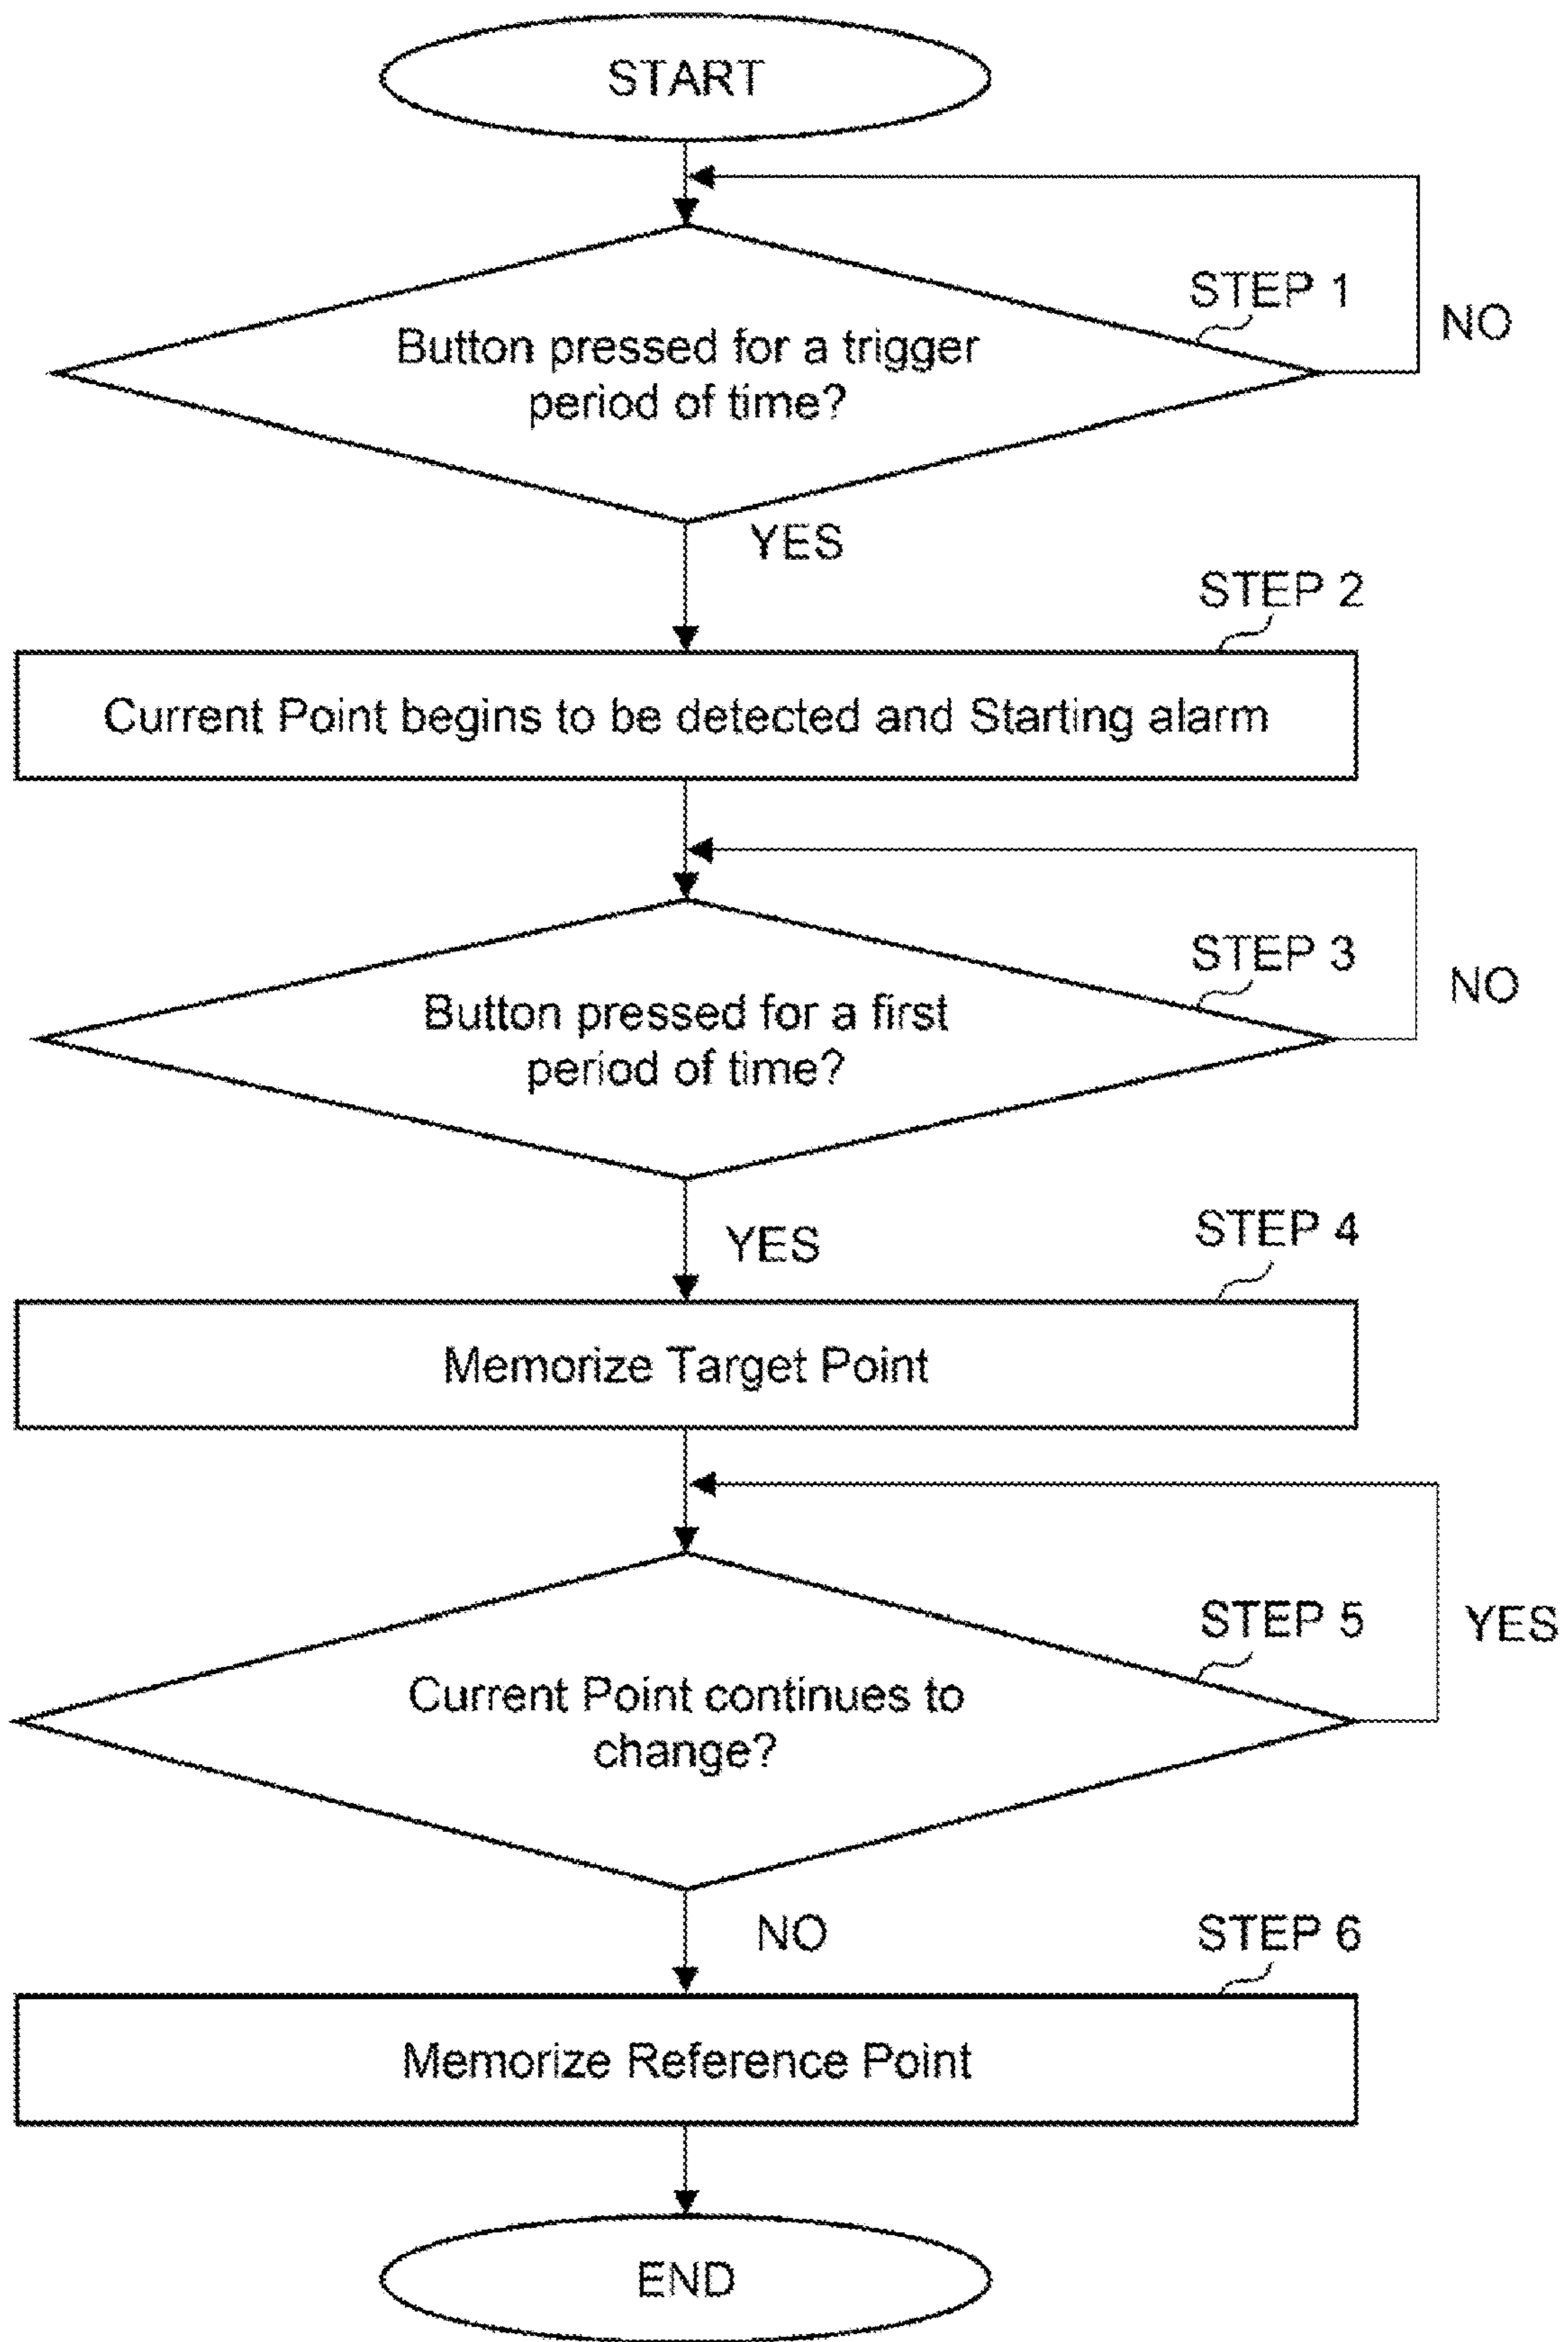 START
STEP 1
NO
Button pressed for a trigger
period of time?
YES
STEP 2
Current Point begins to be detected and Starting alarm
STEP 3
NO
Button pressed for a first
period of time?
YES
STEP 4
Memorize Target Point
STEP 5
YES
Current Point continues to
change?
NO
STEP 6
Memorize Reference Point
END